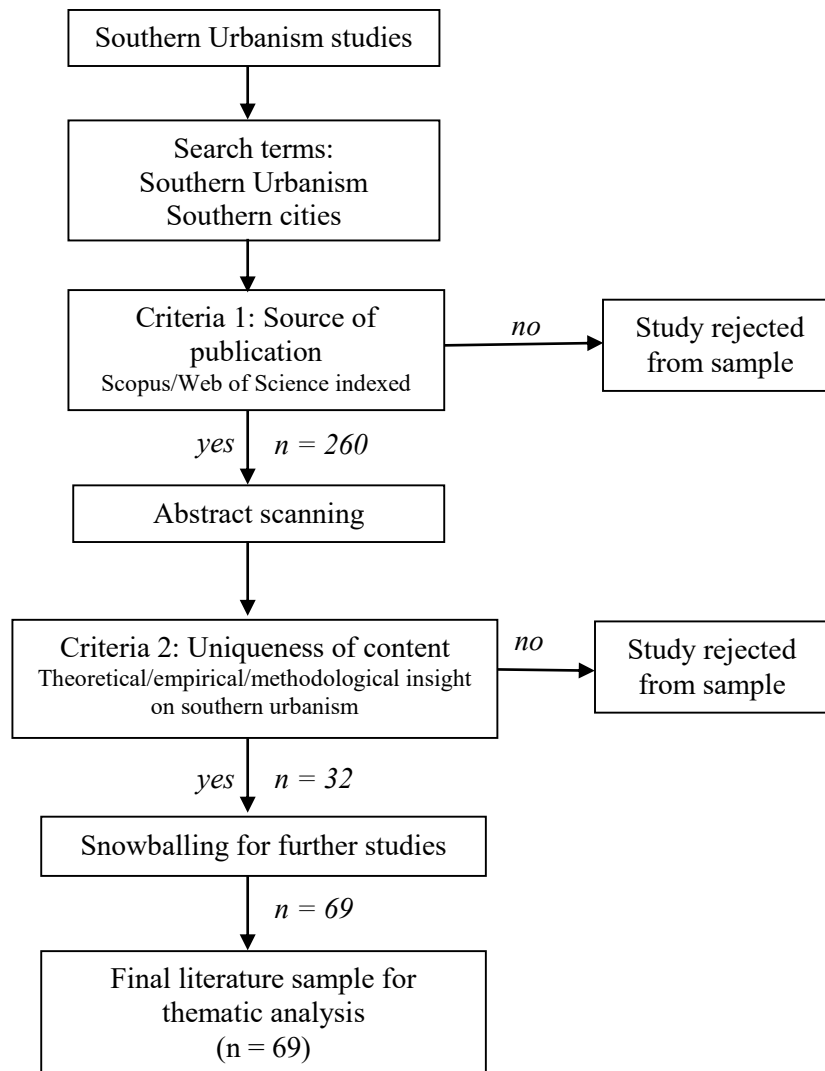 Southern Urbanism studies
Search terms:
Southern Urbanism
Southern cities
Criteria 1: Source of
publication
Scopus/Web of Science indexed
no
Study rejected
from sample
yes
n = 260
Abstract scanning
Criteria 2: Uniqueness of content
Theoretical/empirical/methodological insight
on southern urbanism
no
Study rejected
from sample
yes
n = 32
Snowballing for further studies
n = 69
Final literature sample for
thematic analysis
(n = 69)